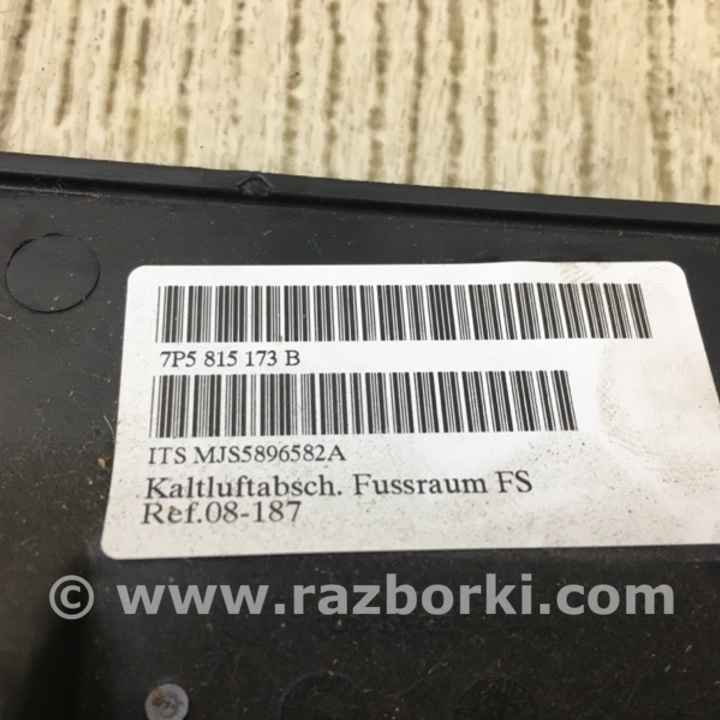 7P5 815 173 B
ITS MJS5896582A
Kaltluftabsch. Fussraum FS
Ref.08-187
© www.razborki.com